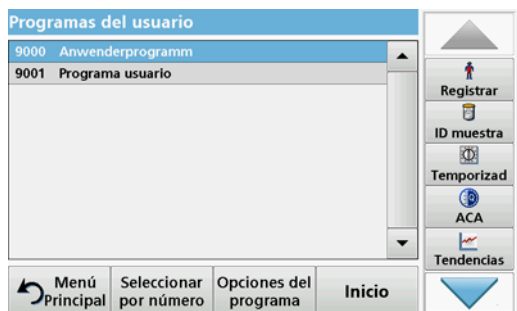 Programas del usuario
9000 Anwenderprogramm
9001 Programa usuario
Registrar
ID muestra
Temporizad
ACA
Tendencias
Menú
Principal
Seleccionar
por número
Opciones del
programa
Inicio